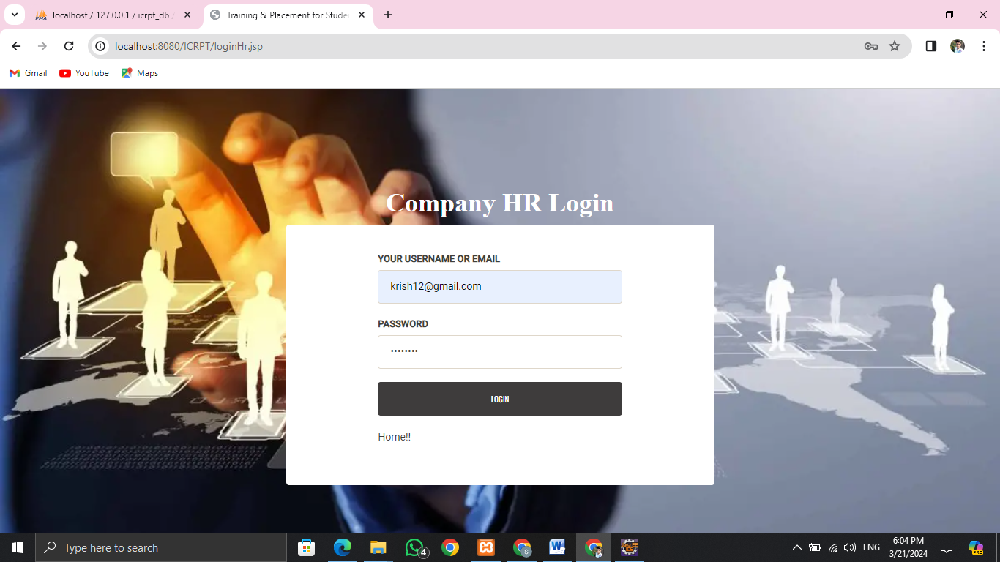 localhost / 127.0.0.1 / icrpt_db /
Training & Placement for Stude
localhost:8080/ICRPT/loginHr.jsp
Gmail
YouTube
Maps
Company HR Login
YOUR USERNAME OR EMAIL
krish12@gmail.com
PASSWORD
••••••••
LOGIN
Home!!
Type here to search
4
S
ENG
6:04 PM
3/21/2024
PRE